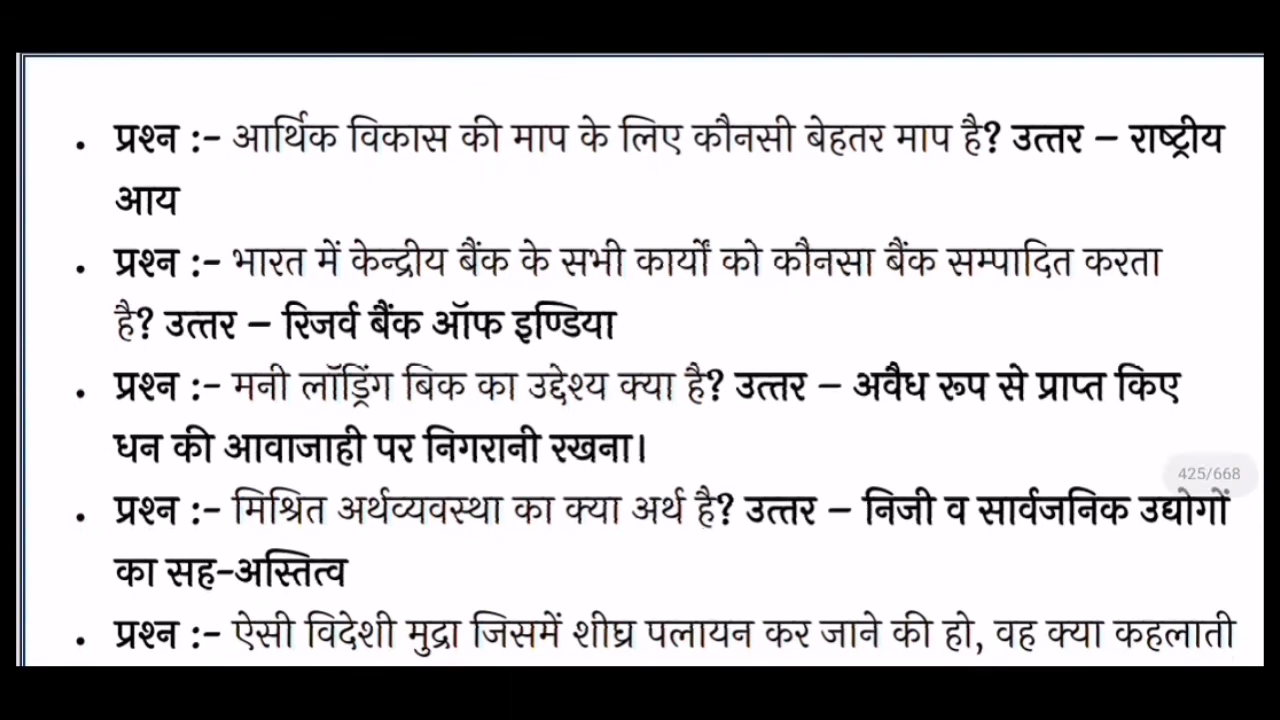 • प्रश्न :- आर्थिक विकास की माप के लिए कौनसी बेहतर माप है? उत्तर – राष्ट्रीय
आय
• प्रश्न :- भारत में केन्द्रीय बैंक के सभी कार्यों को कौनसा बैंक सम्पादित करता
है? उत्तर – रिजर्व बैंक ऑफ इण्डिया
• प्रश्न :- मनी लॉड्रिंग बिक का उद्देश्य क्या है? उत्तर – अवैध रूप से प्राप्त किए
धन की आवाजाही पर निगरानी रखना।
425/668
• प्रश्न :- मिश्रित अर्थव्यवस्था का क्या अर्थ है? उत्तर – निजी व सार्वजनिक उद्योगों
का सह-अस्तित्व
• प्रश्न :- ऐसी विदेशी मुद्रा जिसमें शीघ्र पलायन कर जाने की हो, वह क्या कहलाती